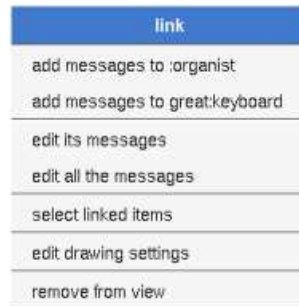 link
add messages to :organist
add messages to great:keyboard
edit its messages
edit all the messages
select linked items
edit drawing settings
remove from view